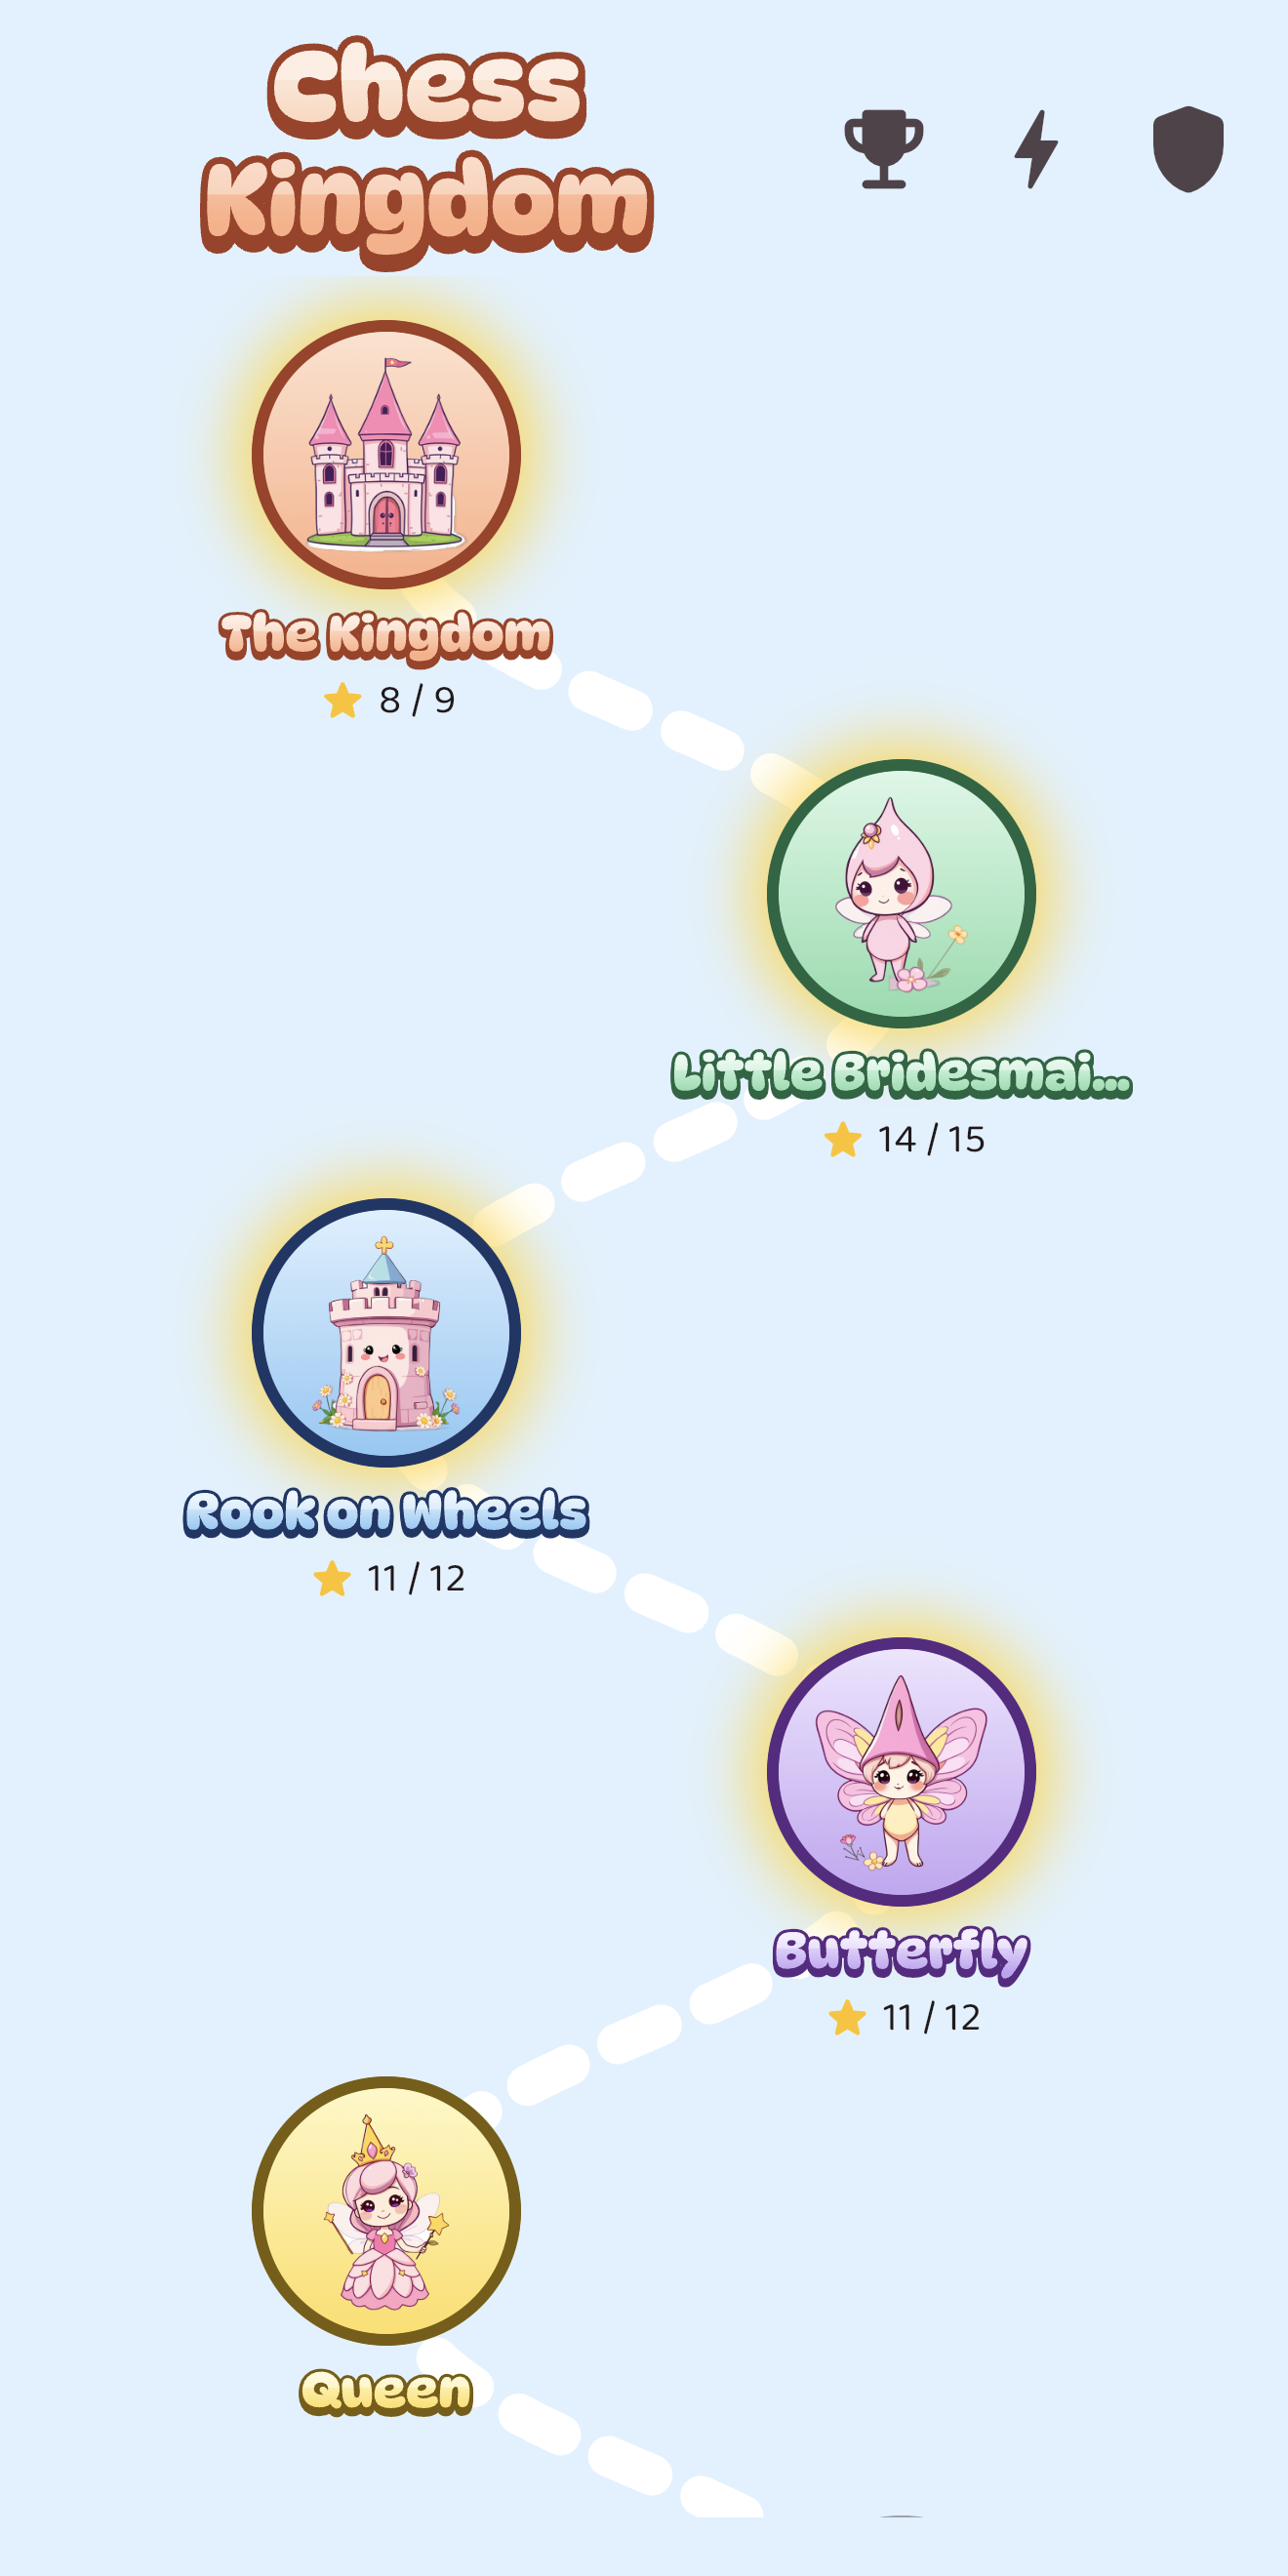 Chess
Kingdom
The Kingdom
8 / 9
Little Bridesmai...
14 / 15
Rook on Wheels
11 / 12
Butterfly
11 / 12
Queen